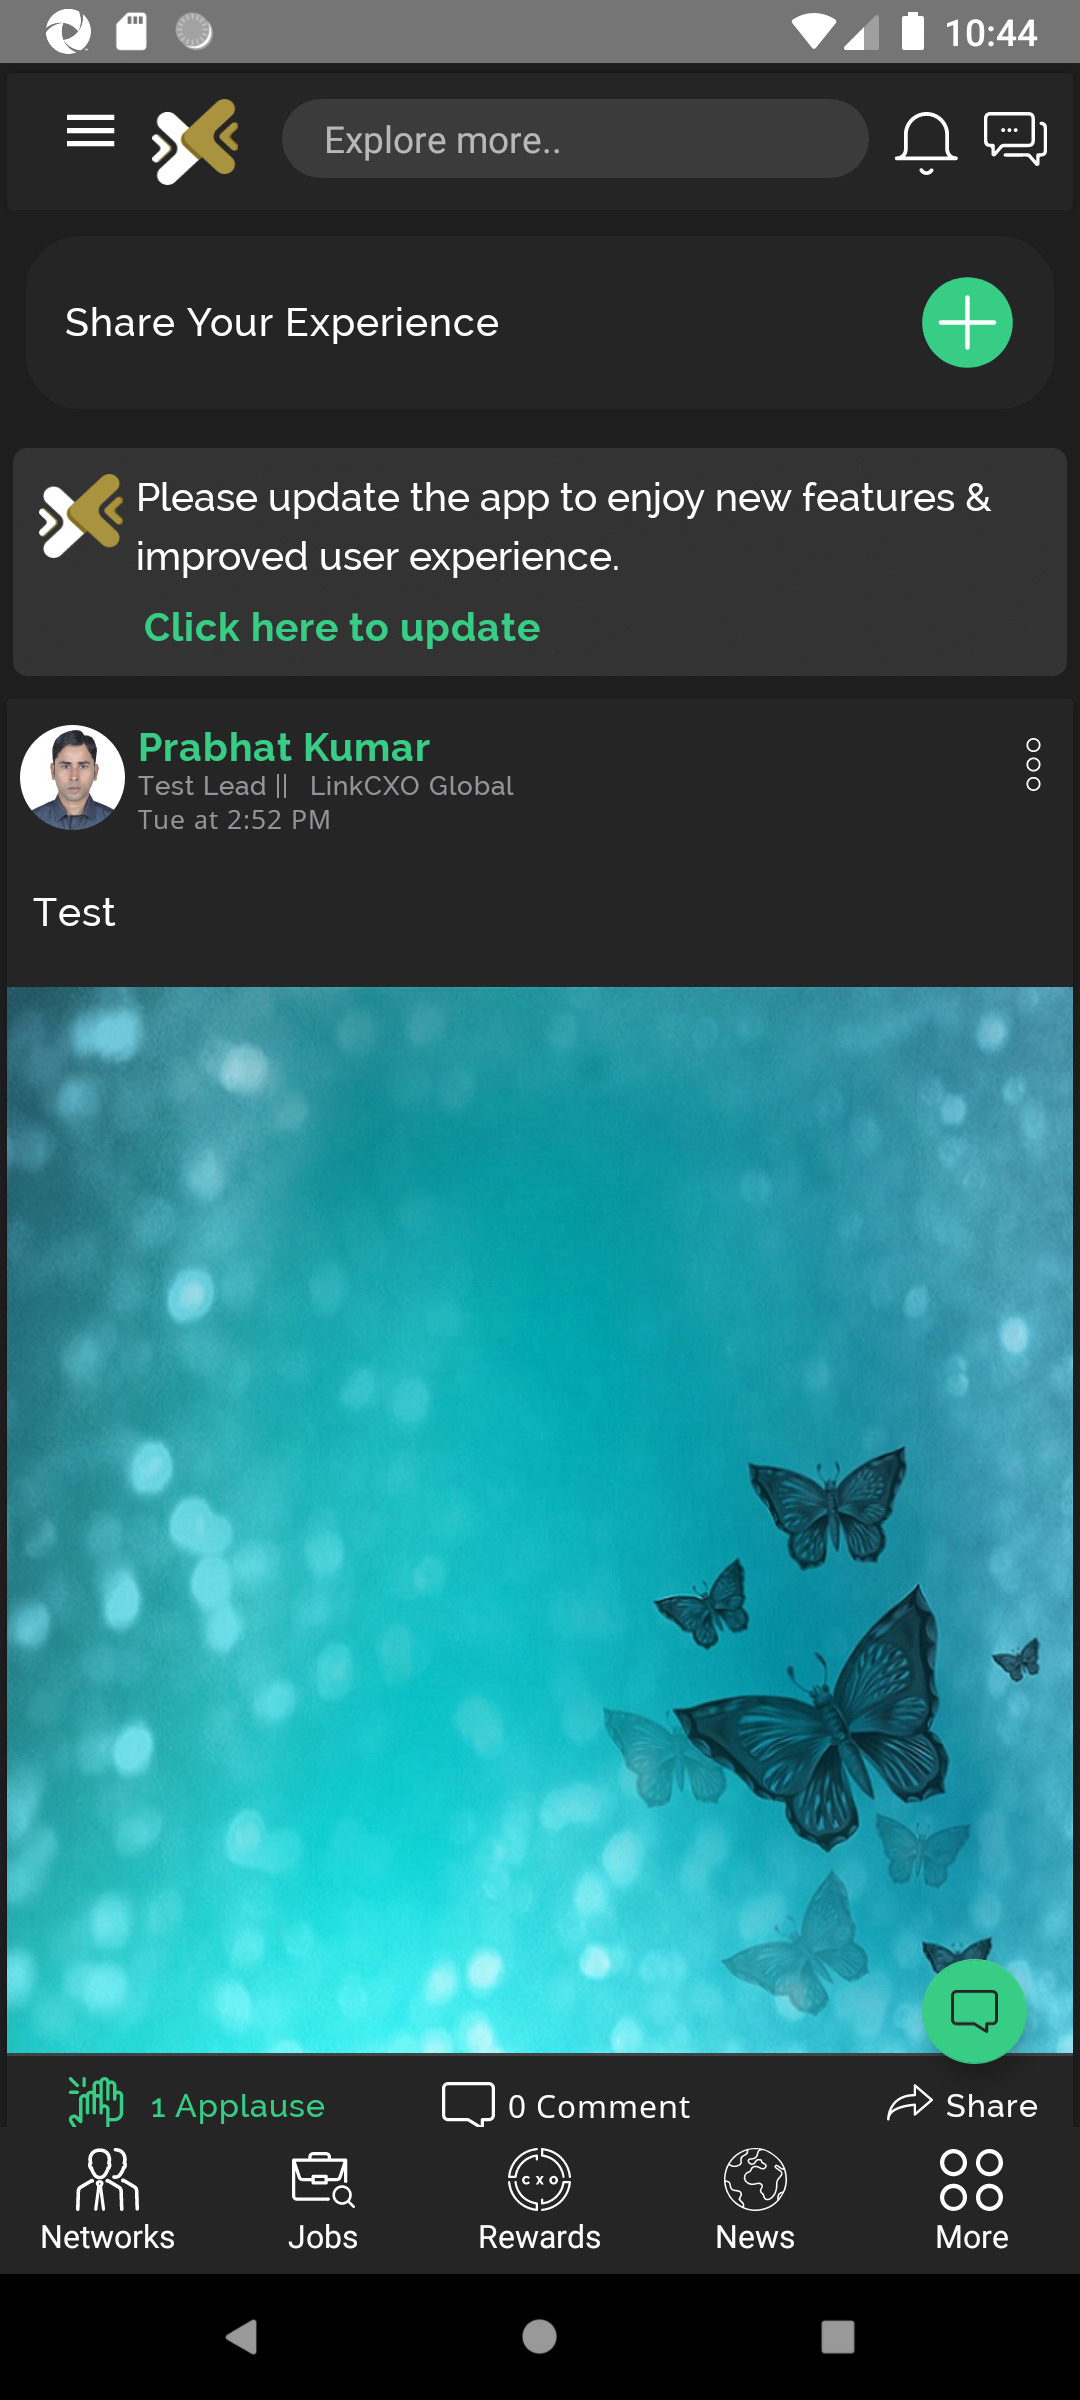 10:44
Explore more..
Share Your Experience
Please update the app to enjoy new features &
improved user experience.
Click here to update
Prabhat Kumar
Test Lead || LinkCXO Global
Tue at 2:52 PM
Test
1 Applause
0 Comment
Share
CXO
Networks
Jobs
Rewards
News
More